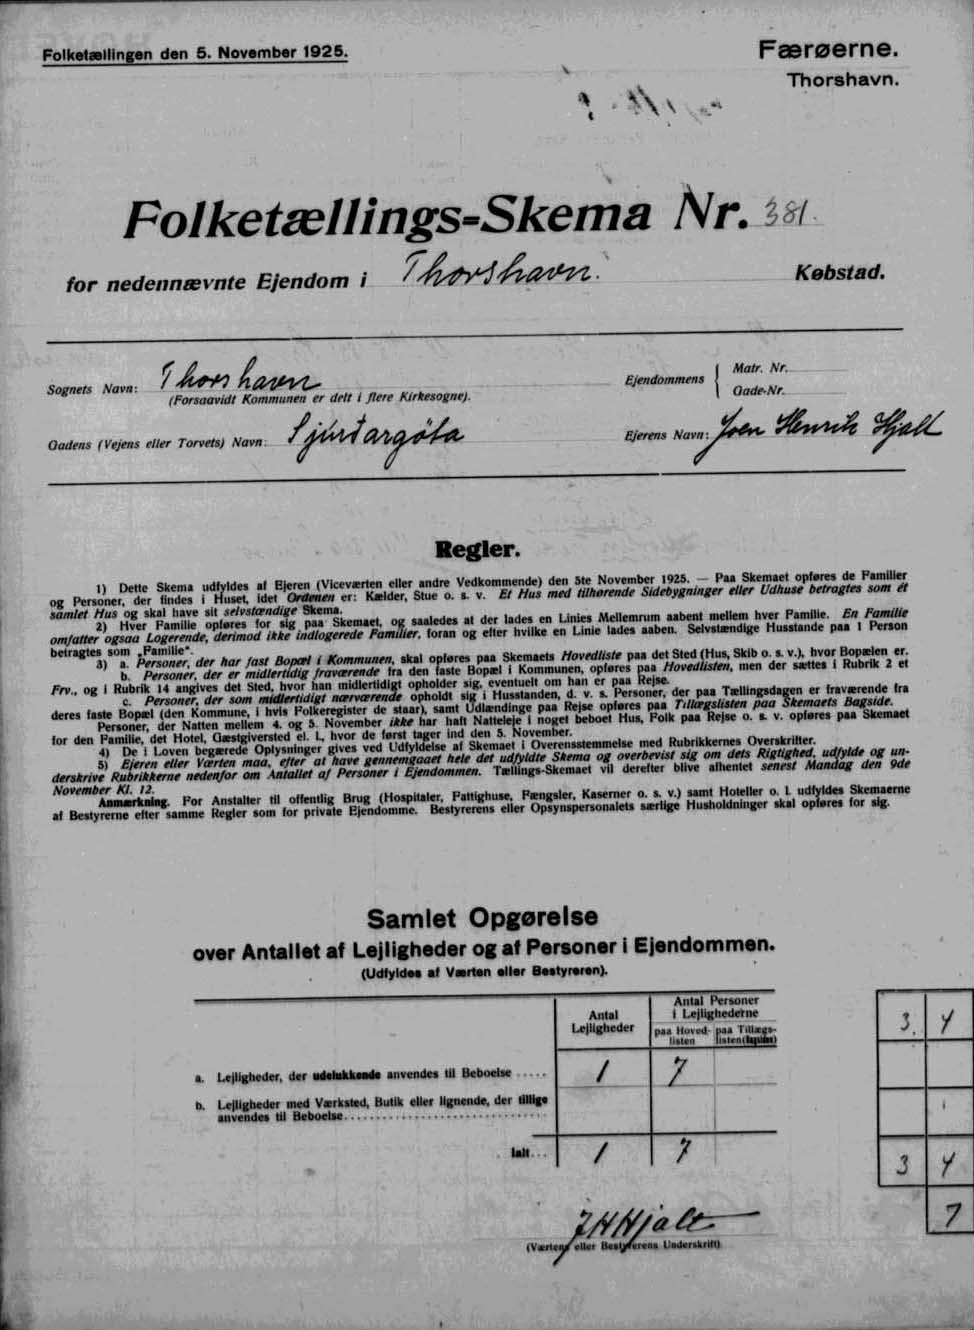 Folketællingen den 5. November 1925.
Færøerne.
Thorshavn.
Folketællings-Skema Nr. 381.
for nedennævnte Ejendom i Thorshavn. Købstad.
Sognets Navn: Thorshavn
(Forsaavidt Kommunen er delt i flere Kirkesogne).
Ejendommens
Matr. Nr.
Gade-Nr.
Gadens (Vejens eller Torvets) Navn: Sjúrðargøta
Ejerens Navn: Joen Henrik Hjalt
Regler.
1) Dette Skema udfyldes af Ejeren (Viceværten eller andre Vedkommende) den 5te November 1925. — Paa Skemaet opføres de Familier
og Personer, der findes i Huset, idet Ordenen er: Kælder, Stue o. s. v. Et Hus med tilhørende Sidebygninger eller Udhuse betragtes som ét
samlet Hus og skal have sit selvstændige Skema.
2) Hver Familie opføres for sig paa Skemaet, og saaledes at der lades en Linies Mellemrum aabent mellem hver Familie. En Familie
omfatter ogsaa Logerende, derimod ikke indlogerede Familier, foran og efter hvilke en Linie lades aaben. Selvstændige Husstande paa 1 Person
betragtes som „Familie“.
3) a. Personer, der har fast Bopæl i Kommunen, skal opføres paa Skemaets Hovedliste paa det Sted (Hus, Skib o. s. v.), hvor Bopælen er.
b. Personer, der er midlertidig fraværende fra den faste Bopæl i Kommunen, opføres paa Hovedlisten, men der sættes i Rubrik 2 et
Frv., og i Rubrik 14 angives det Sted, hvor han midlertidigt opholder sig, eventuelt om han er paa Rejse.
c. Personer, der som midlertidigt nærværende opholdt sig i Husstanden, d. v. s. Personer, der paa Tællingsdagen er fraværende fra
deres faste Bopæl (den Kommune, i hvis Folkeregister de staar), samt Udlændinge paa Rejse opføres paa Tillægslisten paa Skemaets Bagside.
Personer, der Natten mellem 4. og 5. November ikke har haft Natteleje i noget beboet Hus, Folk paa Rejse o. s. v. opføres paa Skemaet
for den Familie, det Hotel, Gæstgiversted el. l., hvor de først tager ind den 5. November.
4) De i Loven begærede Oplysninger gives ved Udfyldelse af Skemaet i Overensstemmelse med Rubrikkernes Overskrifter.
5) Ejeren eller Værten maa, efter at have gennemgaaet hele det udfyldte Skema og overbevist sig om dets Rigtighed, udfylde og un-
derskrive Rubrikkerne nedenfor om Antallet af Personer i Ejendommen. Tællings-Skemaet vil derefter blive afhentet senest Mandag den 9de
November Kl. 12.
Anmærkning. For Anstalter til offentlig Brug (Hospitaler, Fattighuse, Fængsler, Kaserner o. s. v.) samt Hoteller o. l. udfyldes Skemaerne
af Bestyrerne efter samme Regler som for private Ejendomme. Bestyrerens eller Opsynspersonalets særlige Husholdninger skal opføres for sig.
Samlet Opgørelse
over Antallet af Lejligheder og af Personer i Ejendommen.
(Udfyldes af Værten eller Bestyreren).
Antal Lejligheder
Antal Personer i Lejlighederne
paa Hoved-listen
paa Tillægs-listen
3. 4
a. Lejligheder, der udelukkende anvendes til Beboelse ..... 1 7
b. Lejligheder med Værksted, Butik eller lignende, der tillige
anvendes til Beboelse
Ialt... 1 7
3 4
7
J H Hjalt
(Værtens eller Bestyrerens Underskrift)